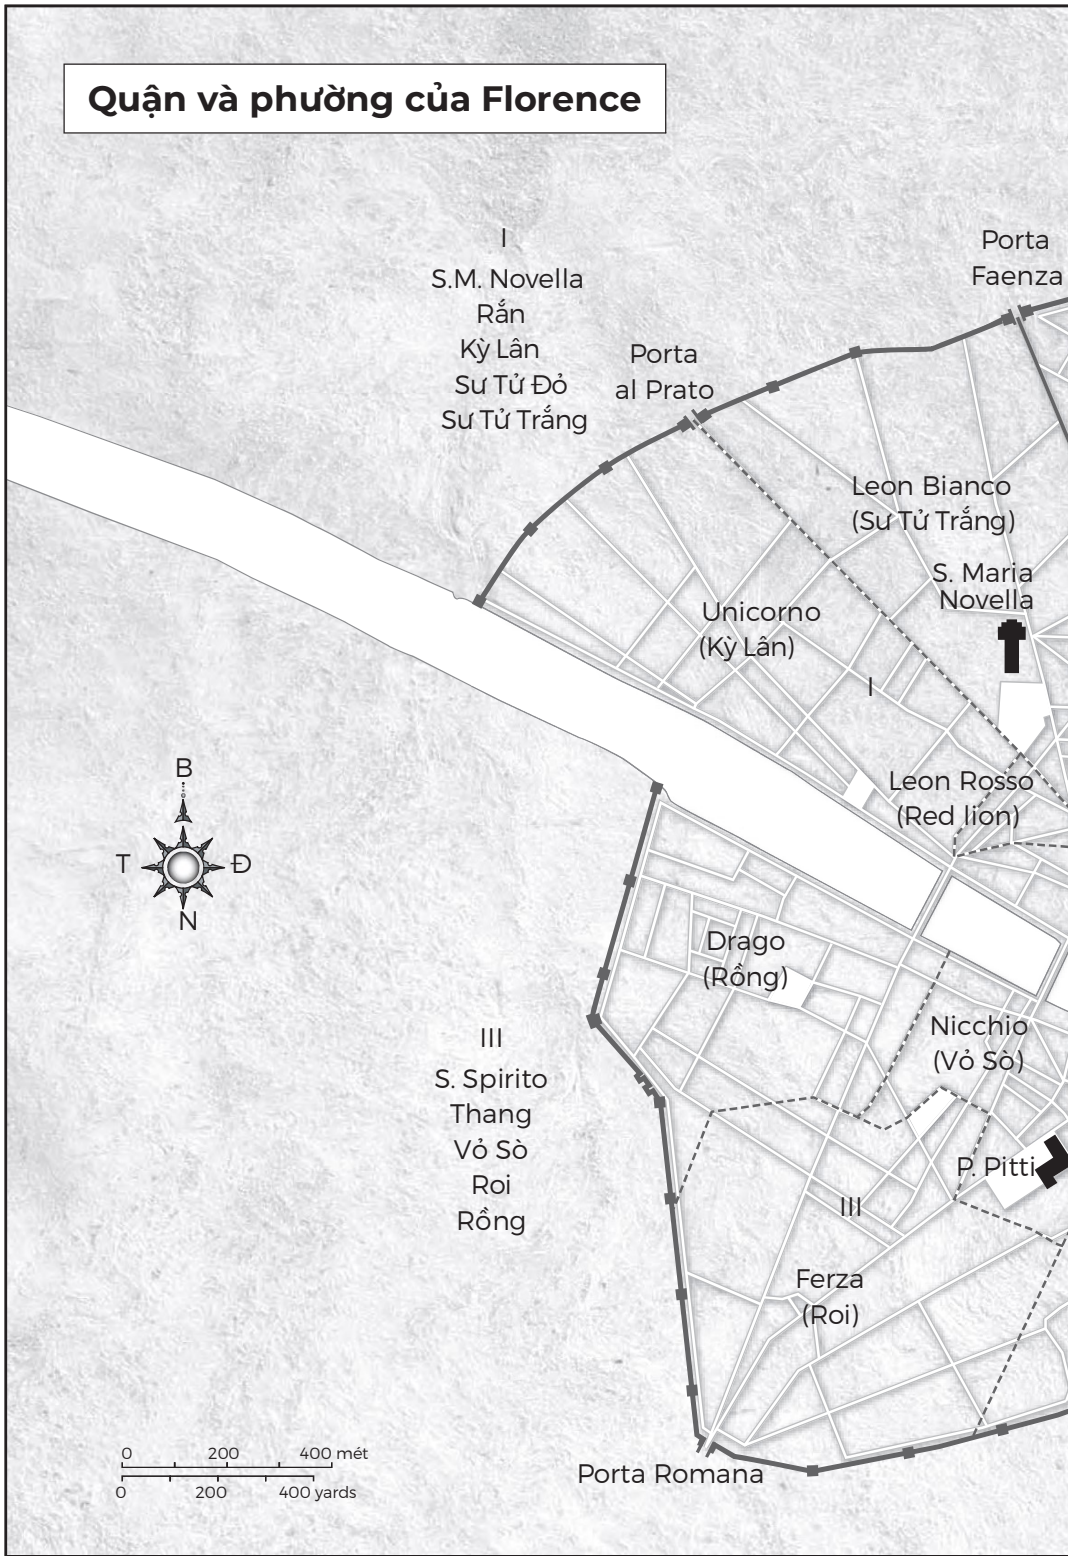 Quận và phường của Florence
I
S.M. Novella
Rắn
Kỳ Lân
Sư Tử Đỏ
Sư Tử Trắng
Porta
al Prato
Porta
Faenza
Leon Bianco
(Sư Tử Trắng)
S. Maria
Novella
Unicorno
(Kỳ Lân)
I
Leon Rosso
(Red lion)
B
T
Đ
N
Drago
(Rồng)
Nicchio
(Vỏ Sò)
III
S. Spirito
Thang
Vỏ Sò
Roi
Rồng
P. Pitti
III
Ferza
(Roi)
Porta Romana
0 200 400 mét
0 200 400 yards